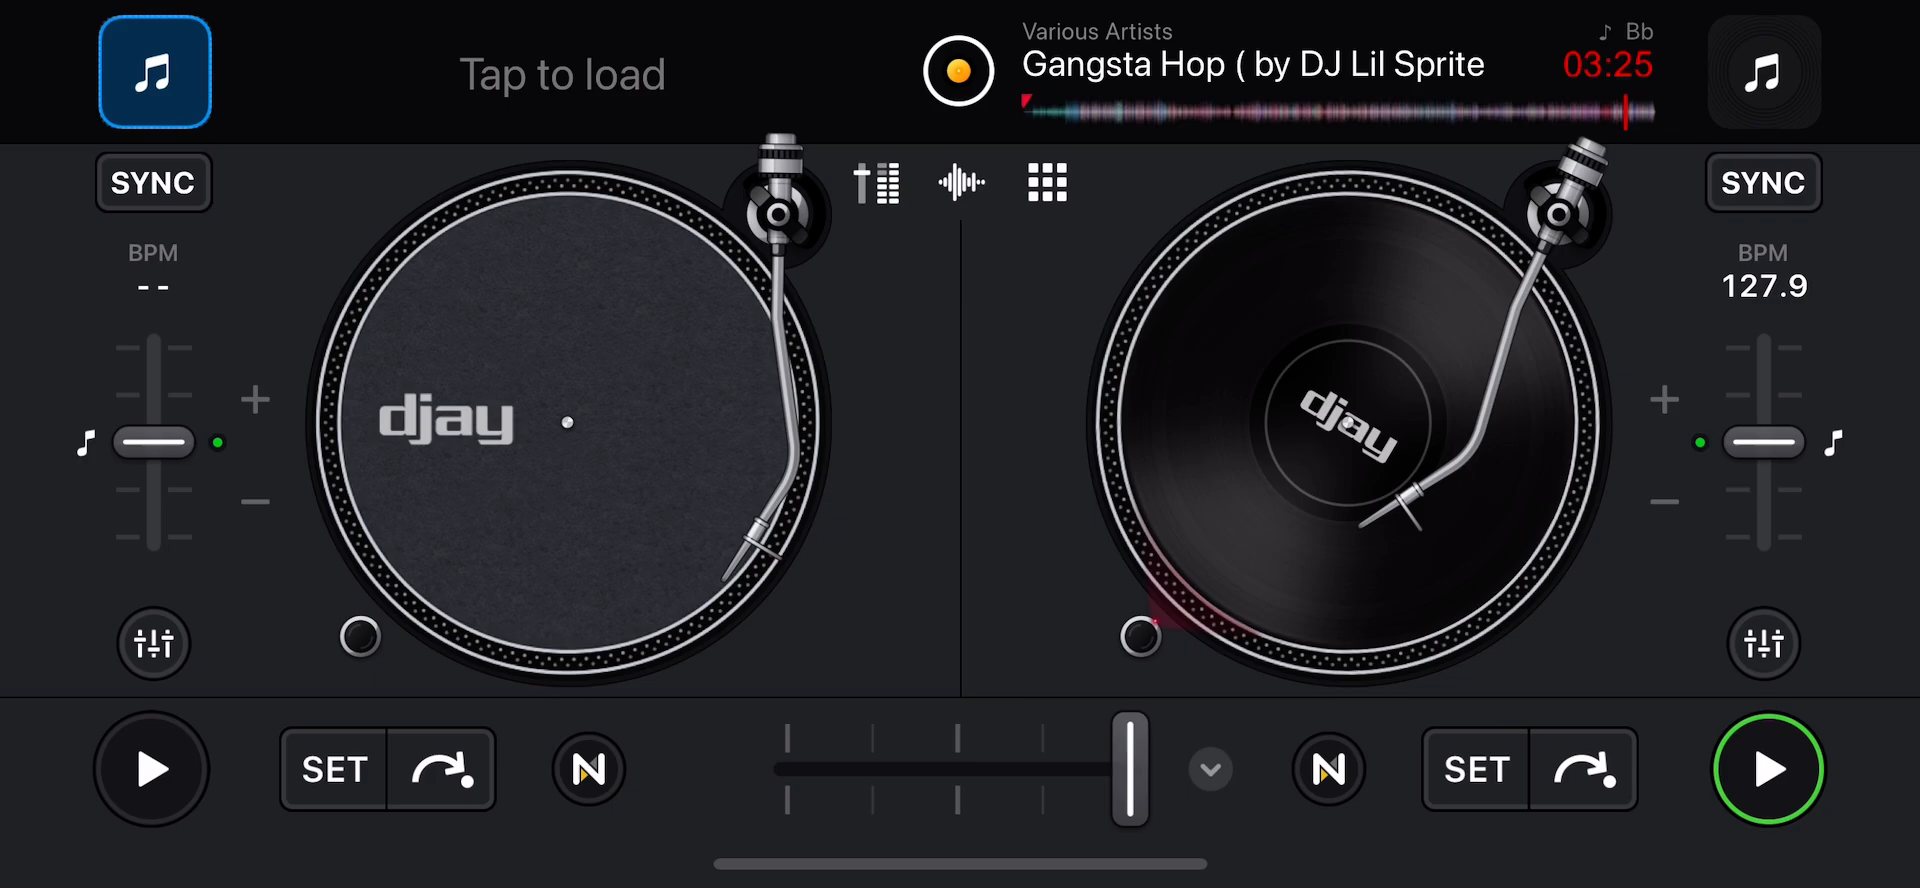 Tap to load
Various Artists
Bb
Gangsta Hop ( by DJ Lil Sprite
03:25
SYNC
SYNC
BPM
- -
BPM
127.9
djay
djay
SET
N
N
SET